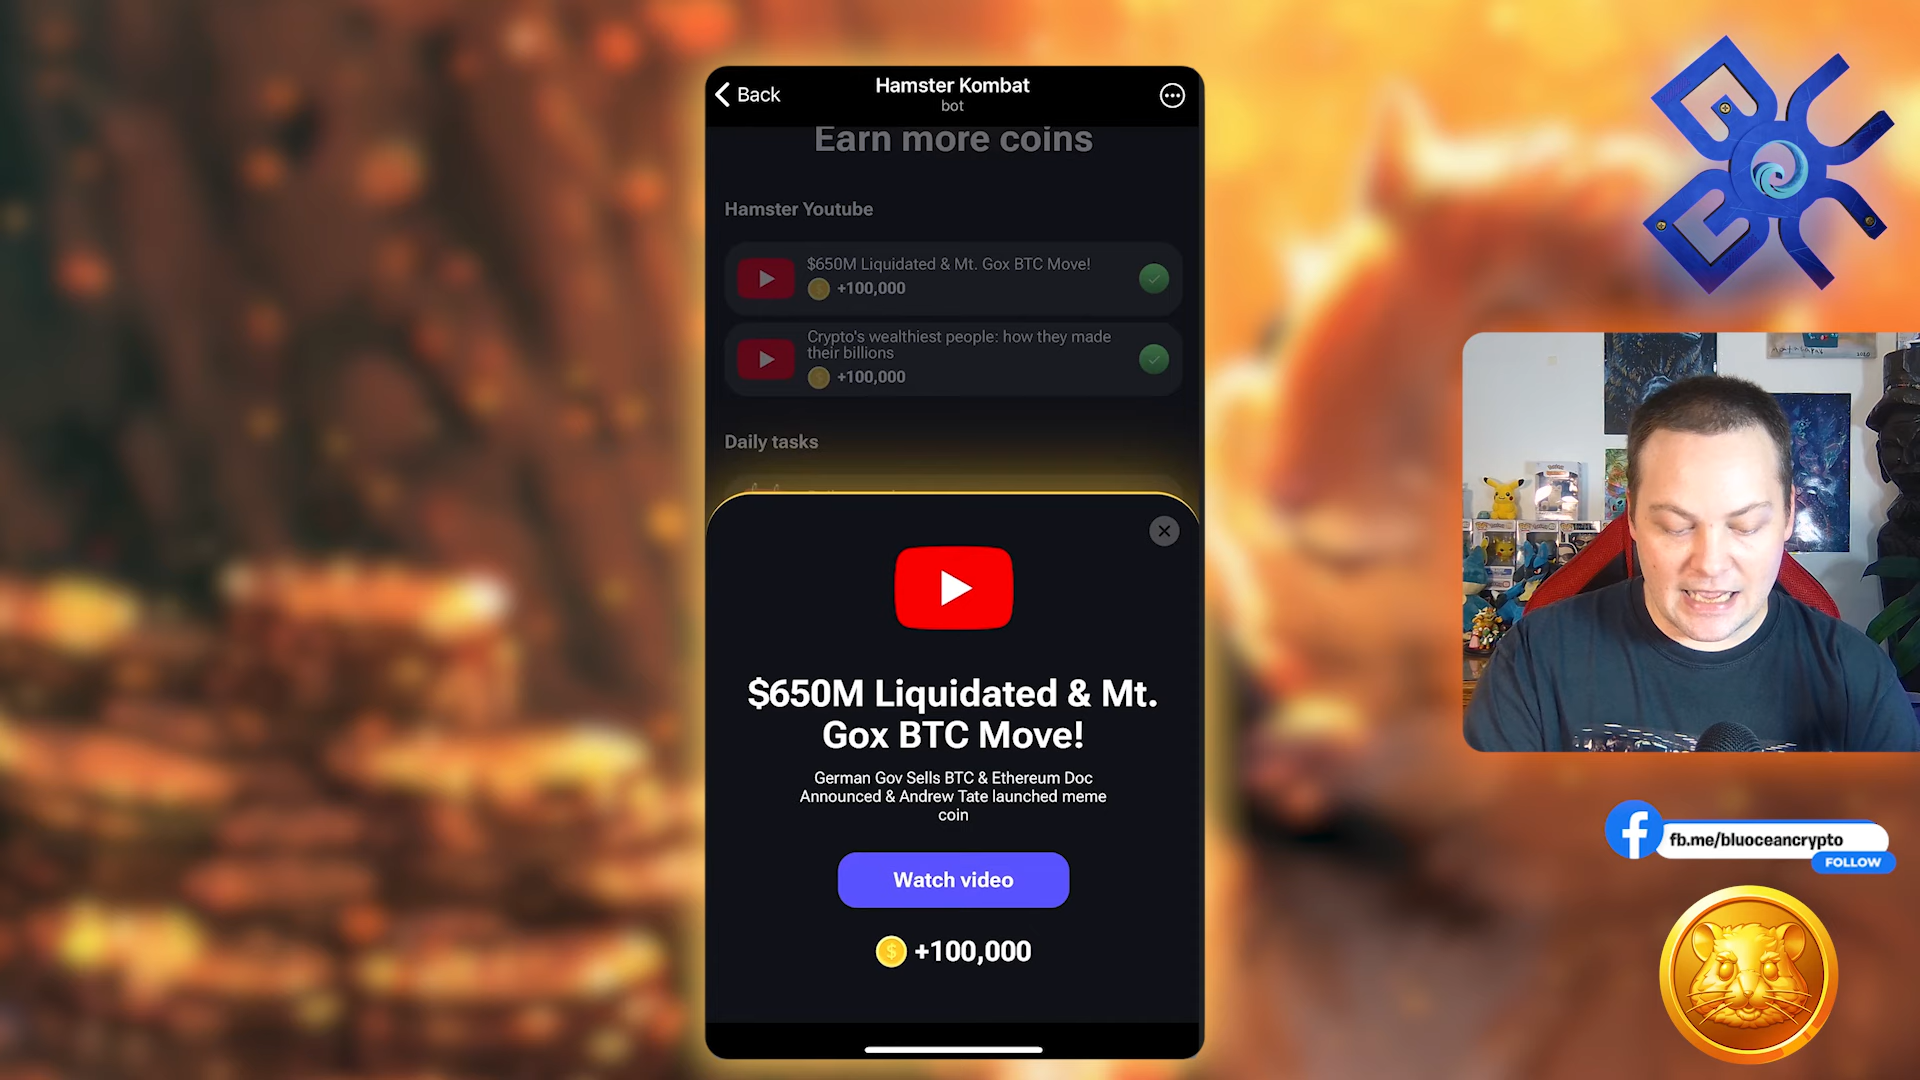 Back
Hamster Kombat
bot
Earn more coins
Hamster Youtube
$650M Liquidated & Mt. Gox BTC Move!
+100,000
Crypto's wealthiest people: how they made
their billions
+100,000
Daily tasks
$650M Liquidated & Mt.
Gox BTC Move!
German Gov Sells BTC & Ethereum Doc
Announced & Andrew Tate launched meme
coin
Watch video
+100,000
fb.me/bluoceancrypto
FOLLOW